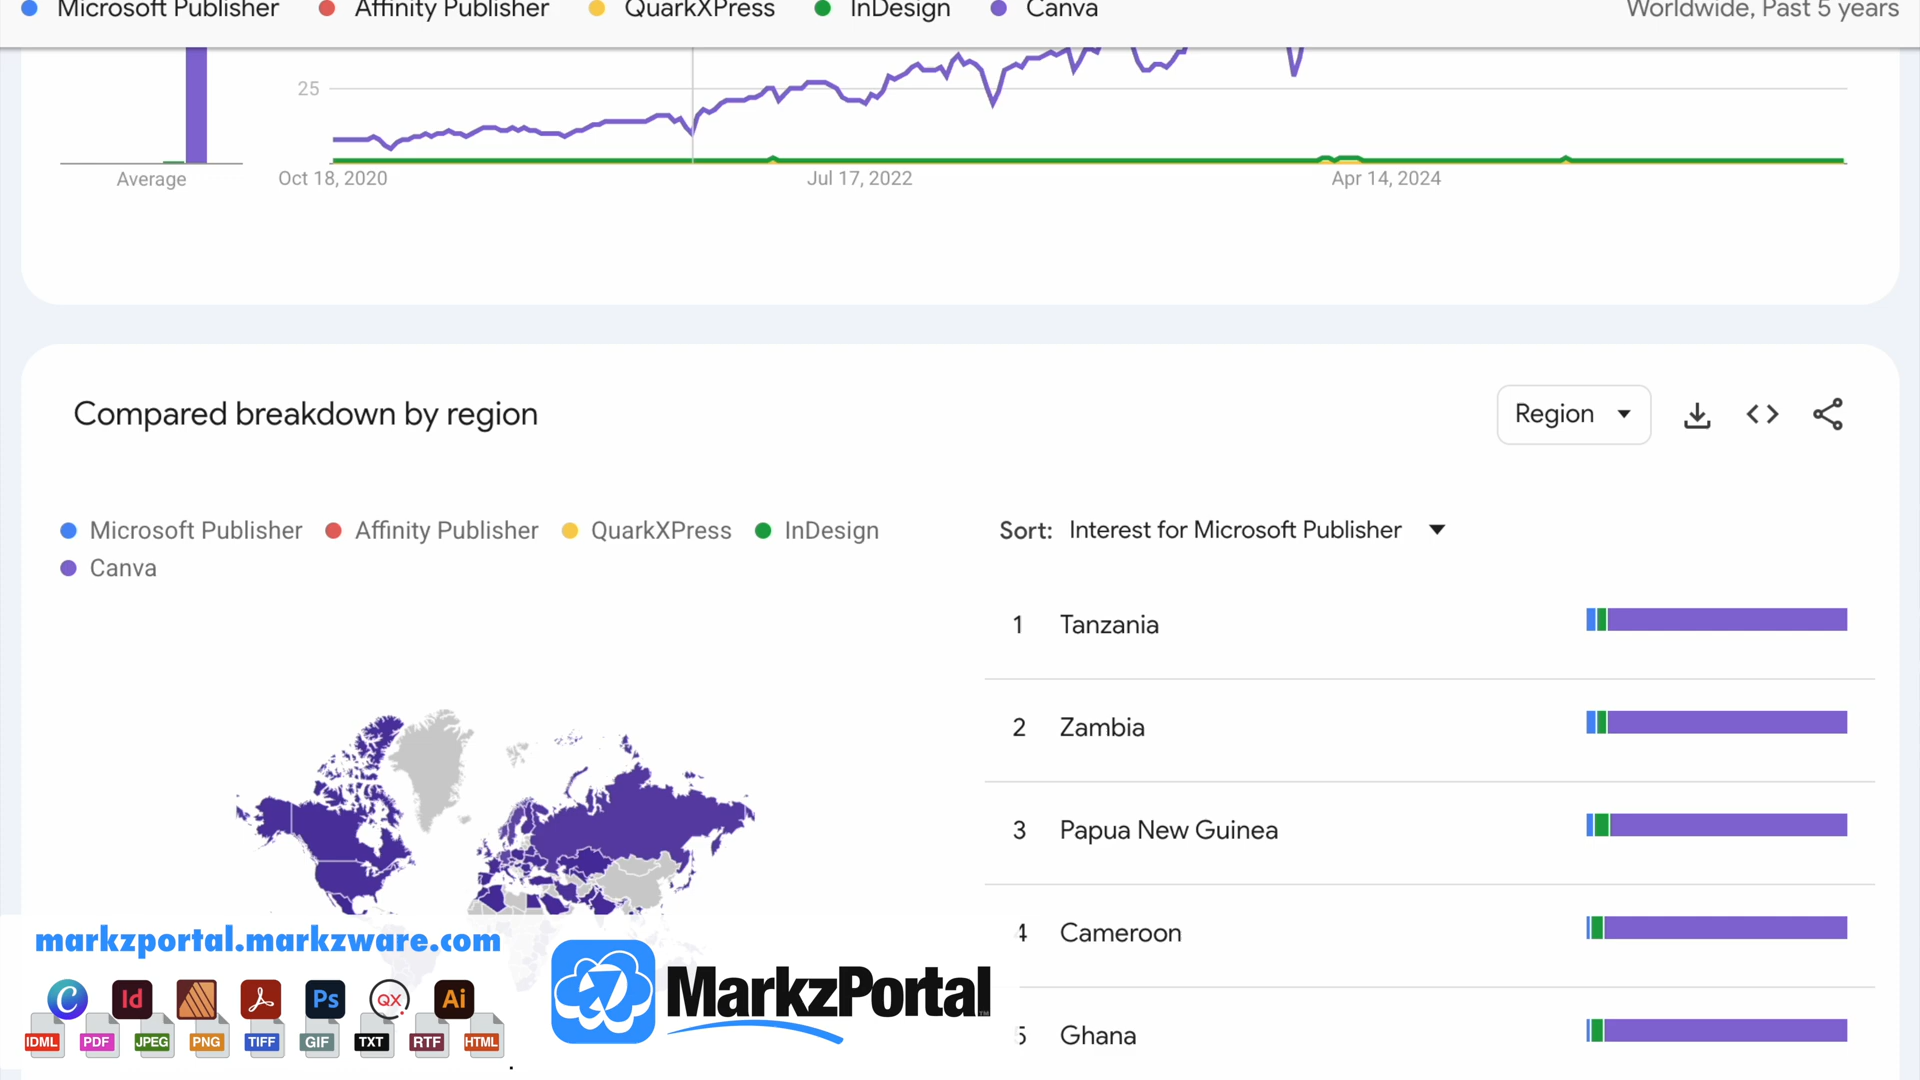 Microsoft Publisher Affinity Publisher QuarkXPress InDesign Canva Worldwide, Past 5 years
25
Average Oct 18, 2020 Jul 17, 2022 Apr 14, 2024
Compared breakdown by region
Region
Microsoft Publisher Affinity Publisher QuarkXPress InDesign
Canva
Sort: Interest for Microsoft Publisher
1 Tanzania
2 Zambia
3 Papua New Guinea
4 Cameroon
5 Ghana
markzportal.markzware.com
C Id Ps QX Ai
IDML PDF JPEG PNG TIFF GIF TXT RTF HTML
MarkzPortal™